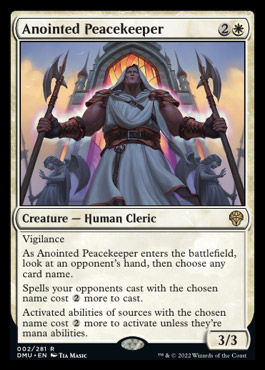 Anointed Peacekeeper 2
Creature — Human Cleric
Vigilance
As Anointed Peacekeeper enters the battlefield,
look at an opponent's hand, then choose any
card name.
Spells your opponents cast with the chosen
name cost 2 more to cast.
Activated abilities of sources with the chosen
name cost 2 more to activate unless they're
mana abilities.
3/3
002/281 R
DMU • EN Tia Masic
™ & © 2022 Wizards of the Coast